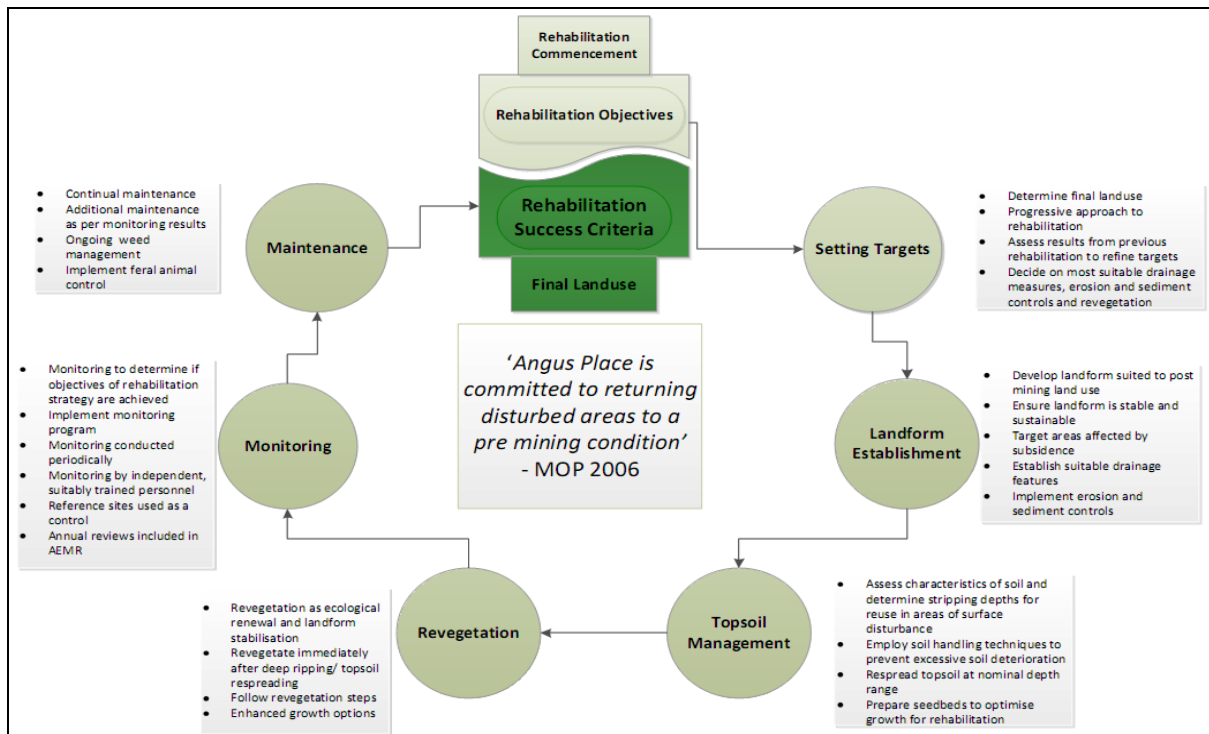 Rehabilitation
Commencement
Rehabilitation Objectives
Rehabilitation
Success Criteria
Final Landuse
'Angus Place is
committed to returning
disturbed areas to a
pre mining condition'
- MOP 2006
Setting Targets
• Determine final landuse
• Progressive approach to
rehabilitation
• Assess results from previous
rehabilitation to refine targets
• Decide on most suitable drainage
measures, erosion and sediment
controls and revegetation
Landform
Establishment
• Develop landform suited to post
mining land use
• Ensure landform is stable and
sustainable
• Target areas affected by
subsidence
• Establish suitable drainage
features
• Implement erosion and
sediment controls
Topsoil
Management
• Assess characteristics of soil and
determine stripping depths for
reuse in areas of surface
disturbance
• Employ soil handling techniques to
prevent excessive soil deterioration
• Respread topsoil at nominal depth
range
• Prepare seedbeds to optimise
growth for rehabilitation
Revegetation
• Revegetation as ecological
renewal and landform
stabilisation
• Revegetate immediately
after deep ripping/ topsoil
respreading
• Follow revegetation steps
• Enhanced growth options
Monitoring
• Monitoring to determine if
objectives of rehabilitation
strategy are achieved
• Implement monitoring
program
• Monitoring conducted
periodically
• Monitoring by independent,
suitably trained personnel
• Reference sites used as a
control
• Annual reviews included in
AEMR
Maintenance
• Continual maintenance
• Additional maintenance
as per monitoring results
• Ongoing weed
management
• Implement feral animal
control